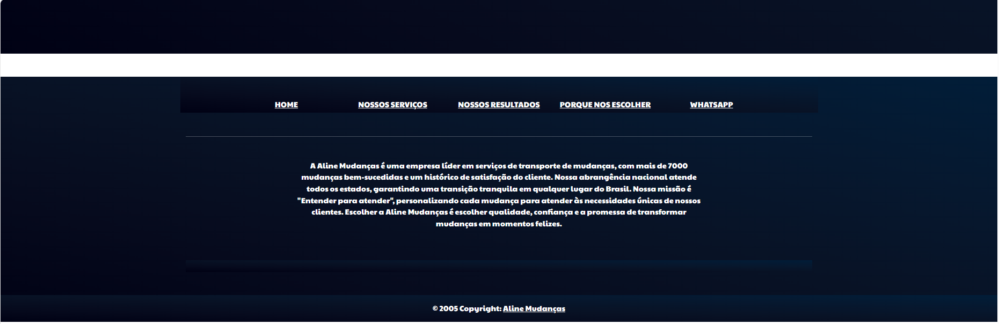 HOME NOSSOS SERVIÇOS NOSSOS RESULTADOS PORQUE NOS ESCOLHER WHATSAPP
A Aline Mudanças é uma empresa líder em serviços de transporte de mudanças, com mais de 7000
mudanças bem-sucedidas e um histórico de satisfação do cliente. Nossa abrangência nacional atende
todos os estados, garantindo uma transição tranquila em qualquer lugar do Brasil. Nossa missão é
"Entender para atender", personalizando cada mudança para atender às necessidades únicas de nossos
clientes. Escolher a Aline Mudanças é escolher qualidade, confiança e a promessa de transformar
mudanças em momentos felizes.
© 2005 Copyright: Aline Mudanças